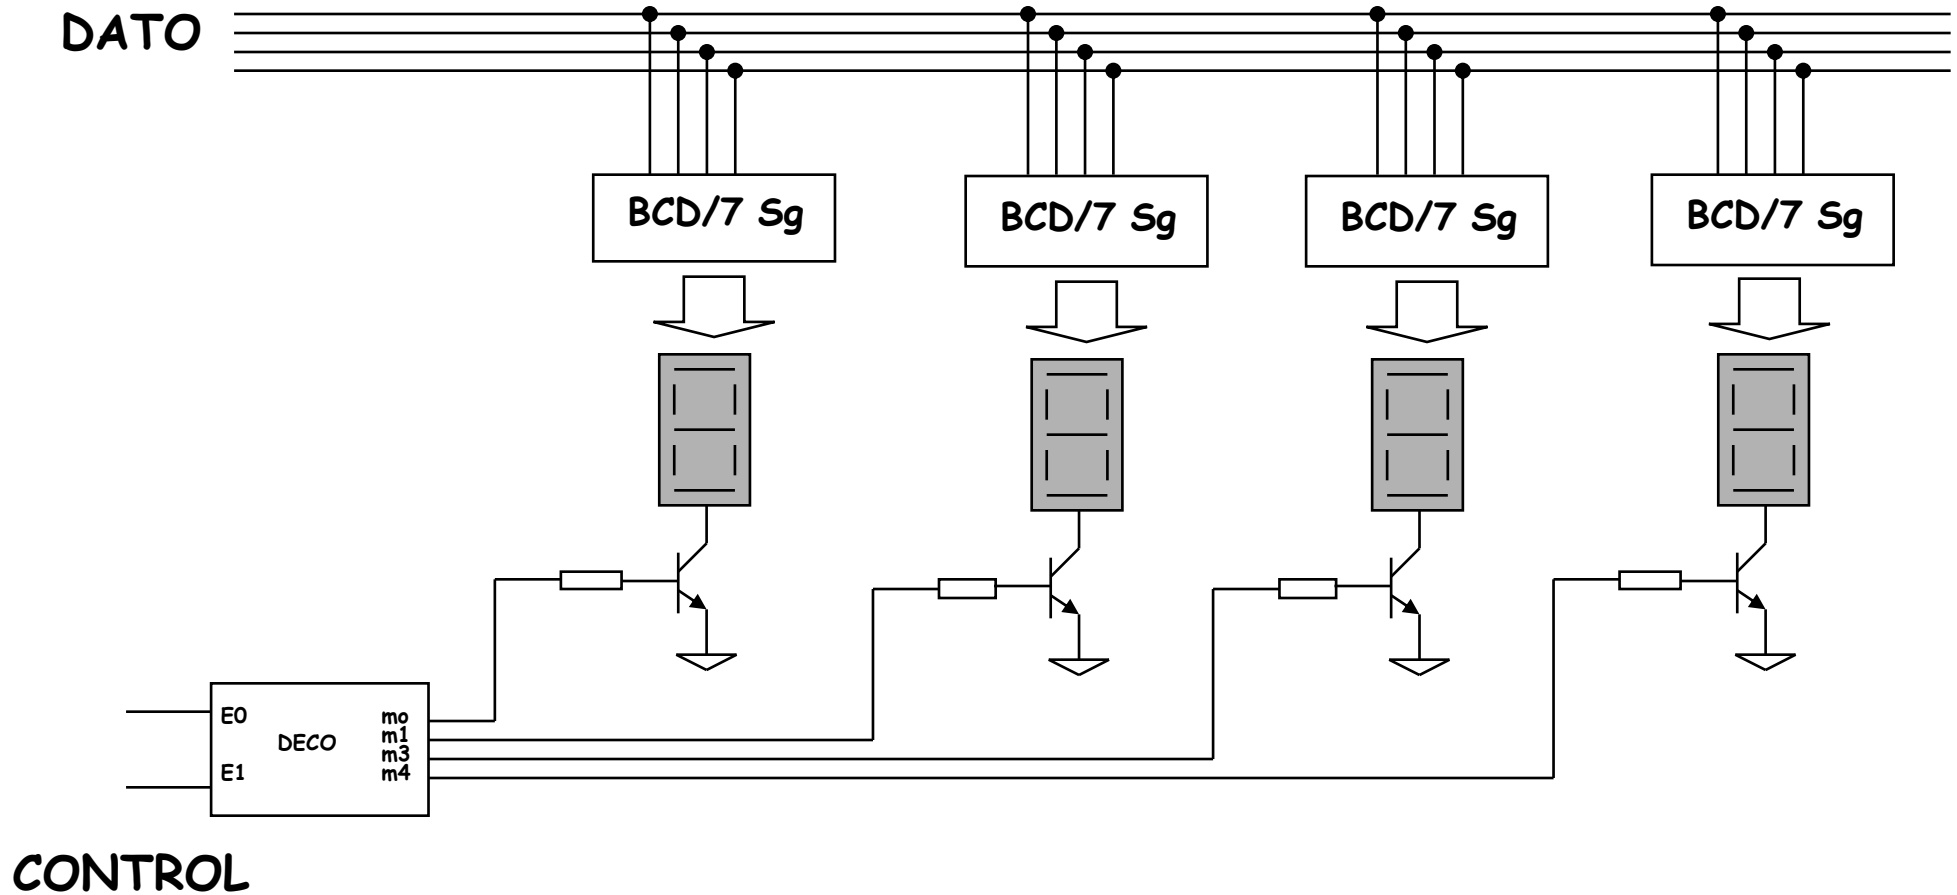 DATO
BCD/7 Sg
BCD/7 Sg
BCD/7 Sg
BCD/7 Sg
E0
E1
DECO
mo
m1
m3
m4
CONTROL